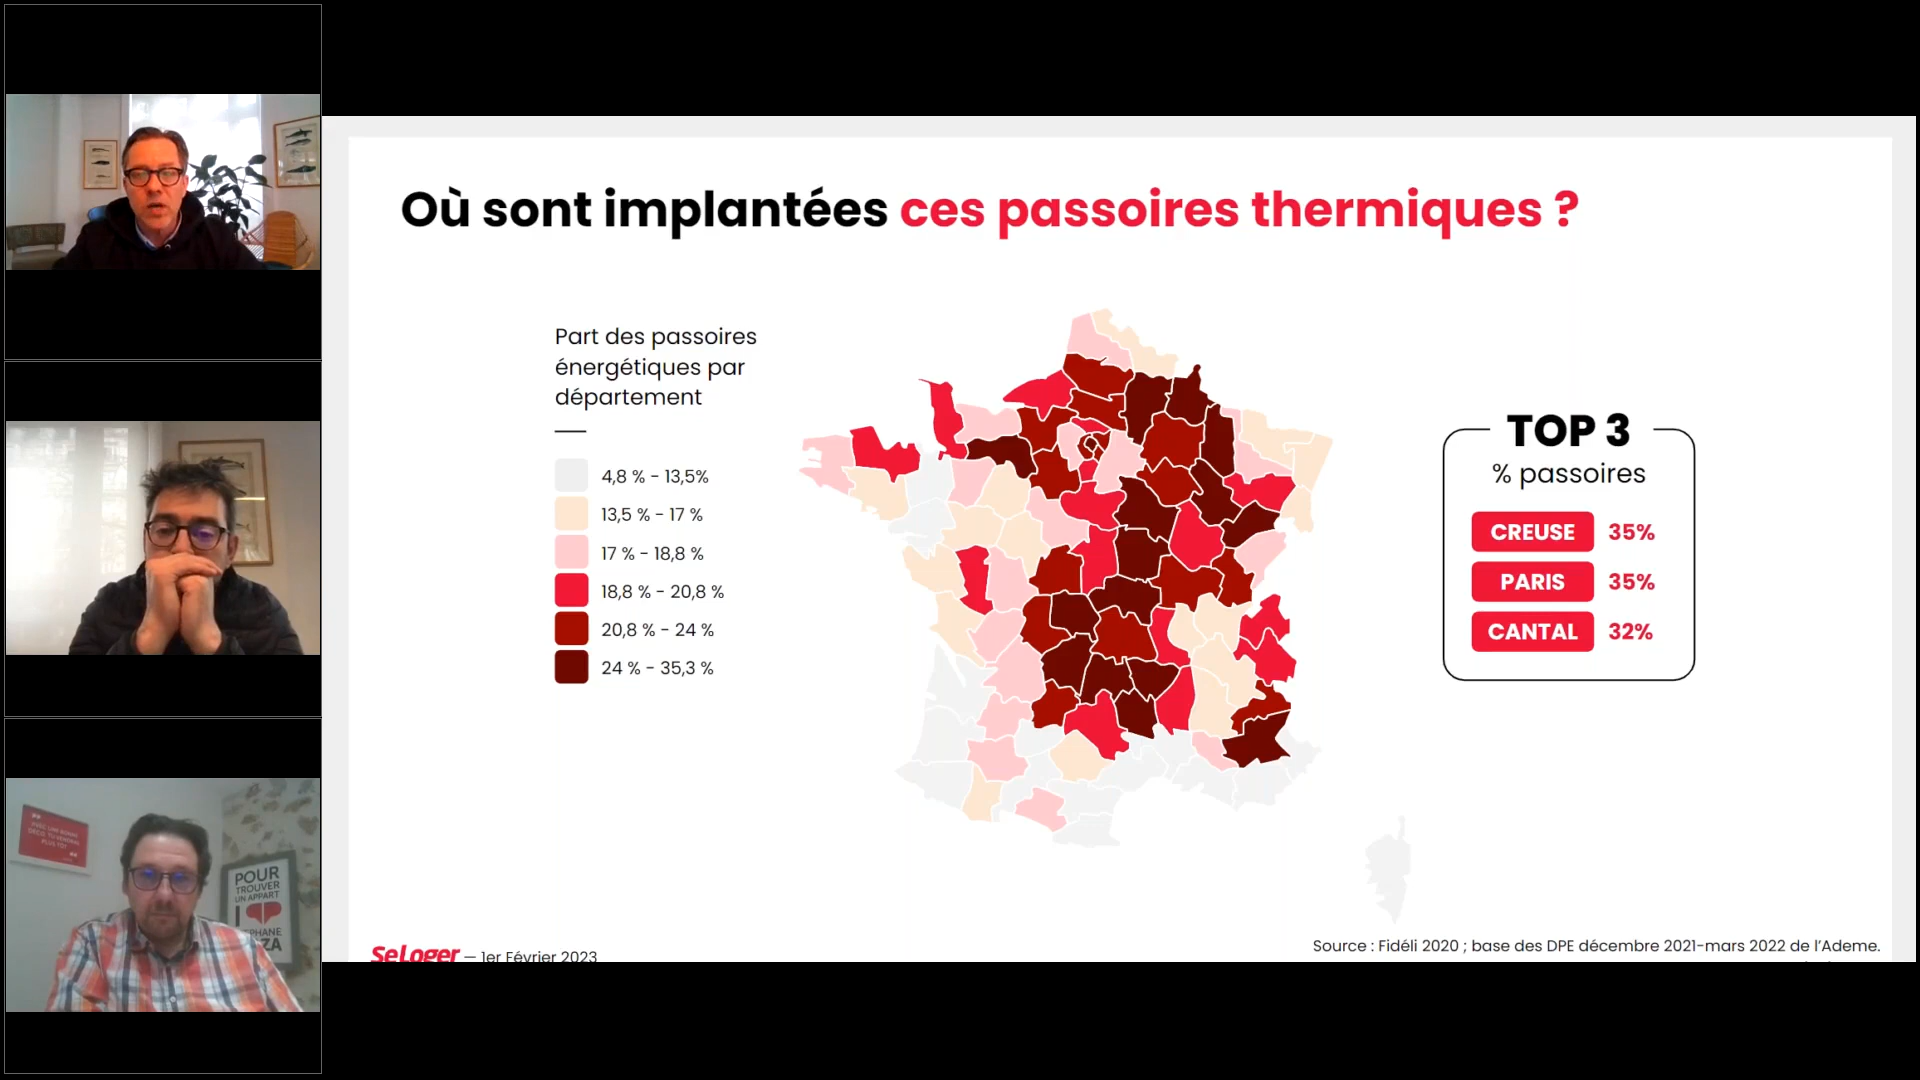 Où sont implantées ces passoires thermiques ?
Part des passoires
énergétiques par
département
4,8 % - 13,5%
13,5 % - 17 %
17 % - 18,8 %
18,8 % - 20,8 %
20,8 % - 24 %
24 % - 35,3 %
TOP 3
% passoires
CREUSE 35%
PARIS 35%
CANTAL 32%
SeLoger — 1er Février 2023
Source : Fidéli 2020 ; base des DPE décembre 2021-mars 2022 de l'Ademe.
POUR
TROUVER
UN APPART
I